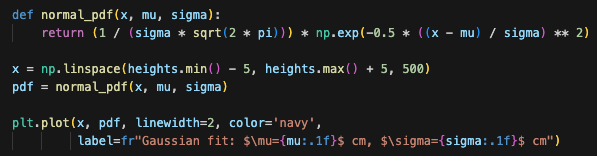 def normal_pdf(x, mu, sigma):
    return (1 / (sigma * sqrt(2 * pi))) * np.exp(-0.5 * ((x - mu) / sigma) ** 2)

x = np.linspace(heights.min() - 5, heights.max() + 5, 500)
pdf = normal_pdf(x, mu, sigma)

plt.plot(x, pdf, linewidth=2, color='navy',
         label=fr"Gaussian fit: $\mu={mu:.1f}$ cm, $\sigma={sigma:.1f}$ cm")